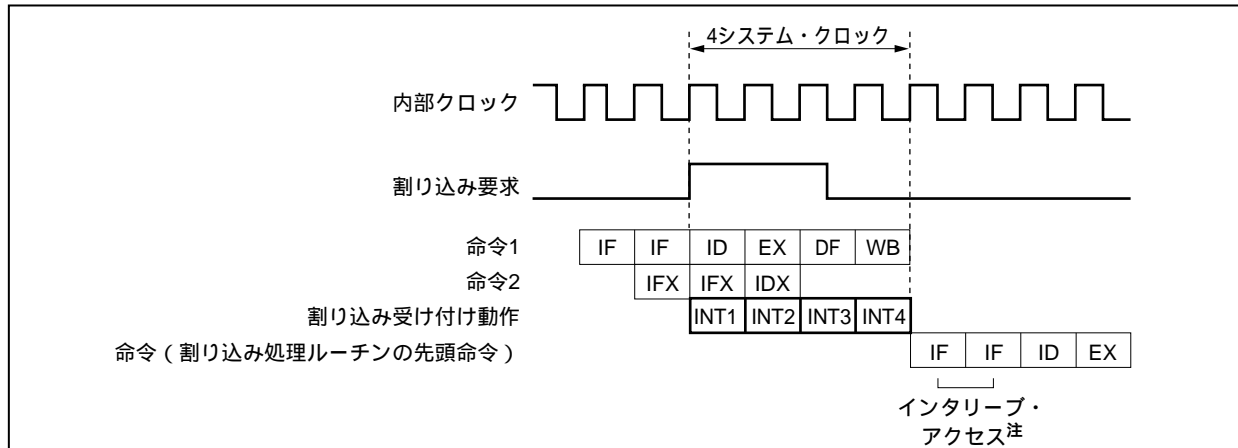 4システム・クロック
内部クロック
割り込み要求
命令1 IF IF ID EX DF WB
命令2 IFX IFX IDX
割り込み受け付け動作 INT1 INT2 INT3 INT4
命令(割り込み処理ルーチンの先頭命令) IF IF ID EX
インタリーブ・
アクセス注